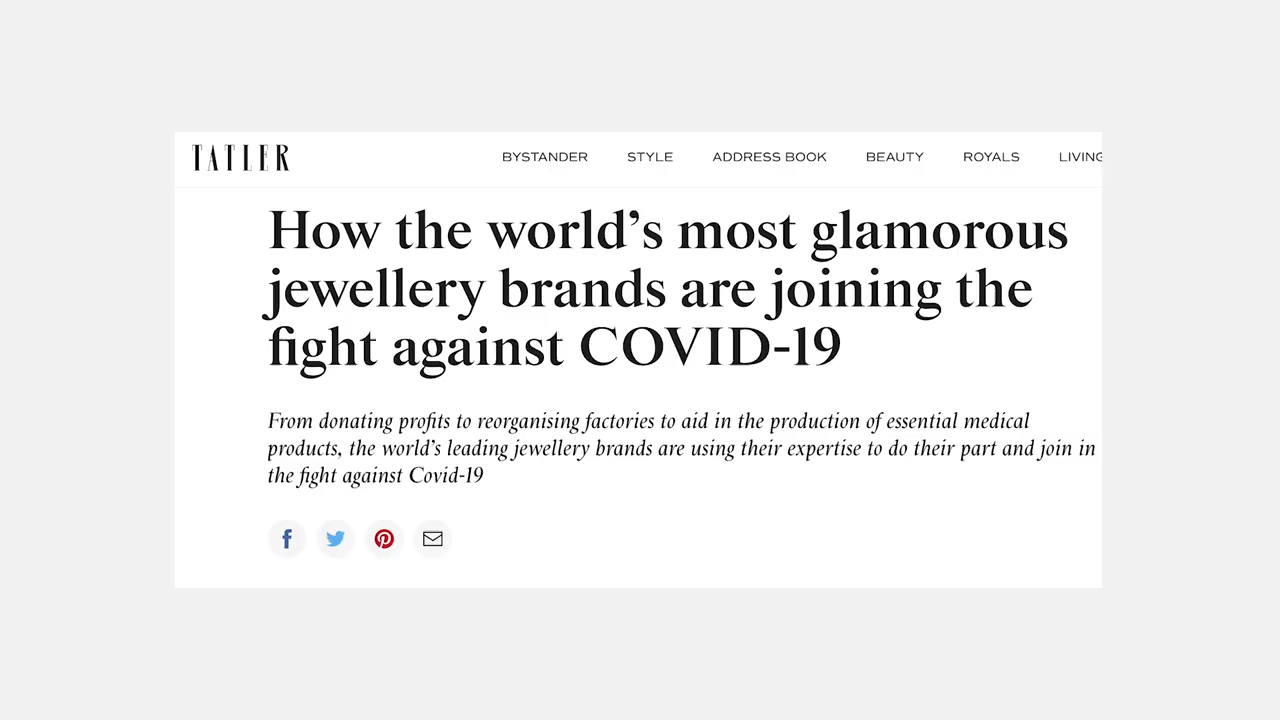 TATLER
BYSTANDER STYLE ADDRESS BOOK BEAUTY ROYALS LIVING
How the world's most glamorous
jewellery brands are joining the
fight against COVID-19
From donating profits to reorganising factories to aid in the production of essential medical
products, the world's leading jewellery brands are using their expertise to do their part and join in
the fight against Covid-19